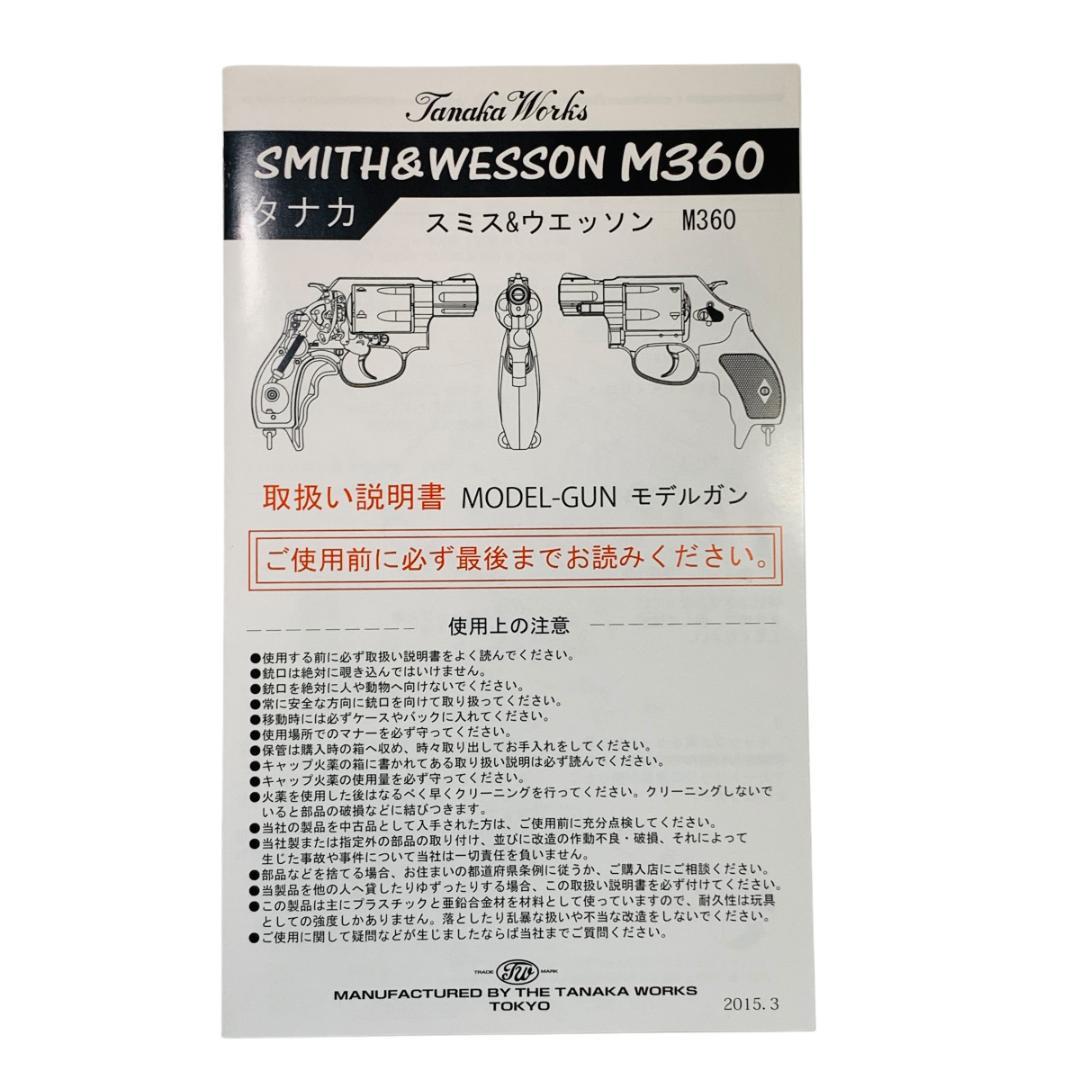 Tanaka Works
SMITH&WESSON M360
タナカ
スミス&ウエッソン M360
取扱い説明書 MODEL-GUN モデルガン
ご使用前に必ず最後までお読みください。
使用上の注意
●使用する前に必ず取扱い説明書をよく読んでください。
●銃口は絶対に覗き込んではいけません。
●銃口を絶対に人や動物へ向けないでください。
●常に安全な方向に銃口を向けて取り扱ってください。
●移動時には必ずケースやバックに入れてください。
●使用場所でのマナーを必ず守ってください。
●保管は購入時の箱へ収め、時々取り出してお手入れをしてください。
●キャップ火薬の箱に書かれてある取り扱い説明は必ず読んでください。
●キャップ火薬の使用量を必ず守ってください。
●火薬を使用した後はなるべく早くクリーニングを行ってください。クリーニングしないで
いると部品の破損などに結びつきます。
●当社の製品を中古品として入手された方は、ご使用前に充分点検してください。
●当社製または指定外の部品の取り付け、並びに改造の作動不良・破損、それによって
生じた事故や事件について当社は一切責任を負いません。
●部品などを捨てる場合、お住まいの都道府県条例に従うか、ご購入店にご相談ください。
●当製品を他の人へ貸したりゆずったりする場合、この取扱い説明書を必ず付けてください。
●この製品は主にプラスチックと亜鉛合金材を材料として使っていますので、耐久性は玩具
としての強度しかありません。落としたり乱暴な扱いや不当な改造をしないでください。
●ご使用に関して疑問などが生じましたならば当社までご質問ください。
TRADE TW MARK
MANUFACTURED BY THE TANAKA WORKS
TOKYO
2015.3